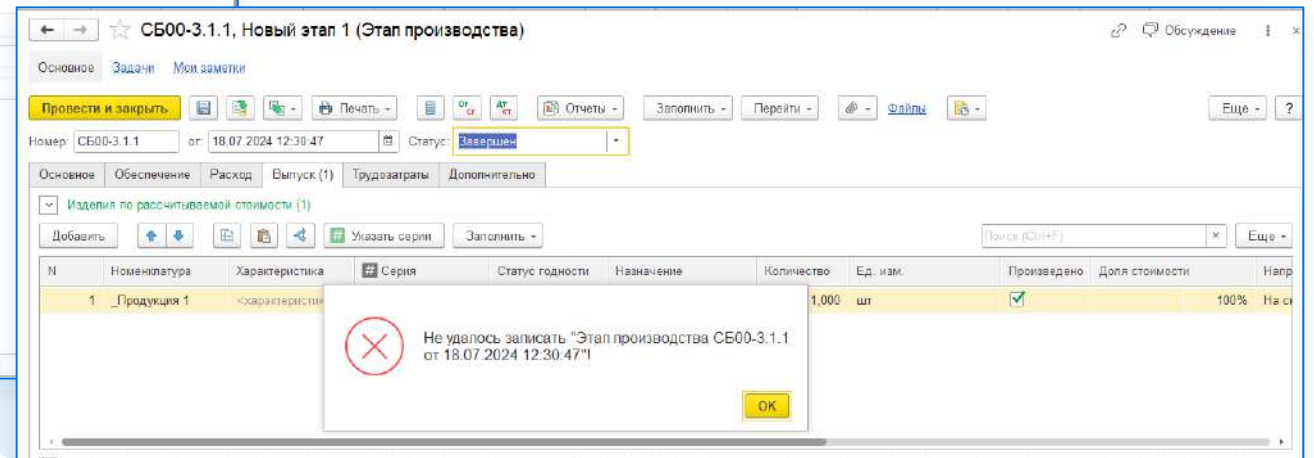 СБ00-3.1.1, Новый этап 1 (Этап производства) Обсуждение
Основное Задачи Мои заметки
Провести и закрыть Печать Отчеты Заполнить Перейти Файлы Еще ?
Номер: СБ00-3.1.1 от: 18.07.2024 12:30:47 Статус: Завершен
Основное Обеспечение Расход Выпуск (1) Трудозатраты Дополнительно
Изделия по рассчитываемой стоимости (1)
Добавить Указать серии Заполнить Поиск (Ctrl+F) × Еще
N Номенклатура Характеристика Серия Статус годности Назначение Количество Ед. изм. Произведено Доля стоимости Напр
1 _Продукция 1 <характеристик 1,000 шт 100% На ск
Не удалось записать "Этап производства СБ00-3.1.1
от 18.07.2024 12:30:47"!
OK